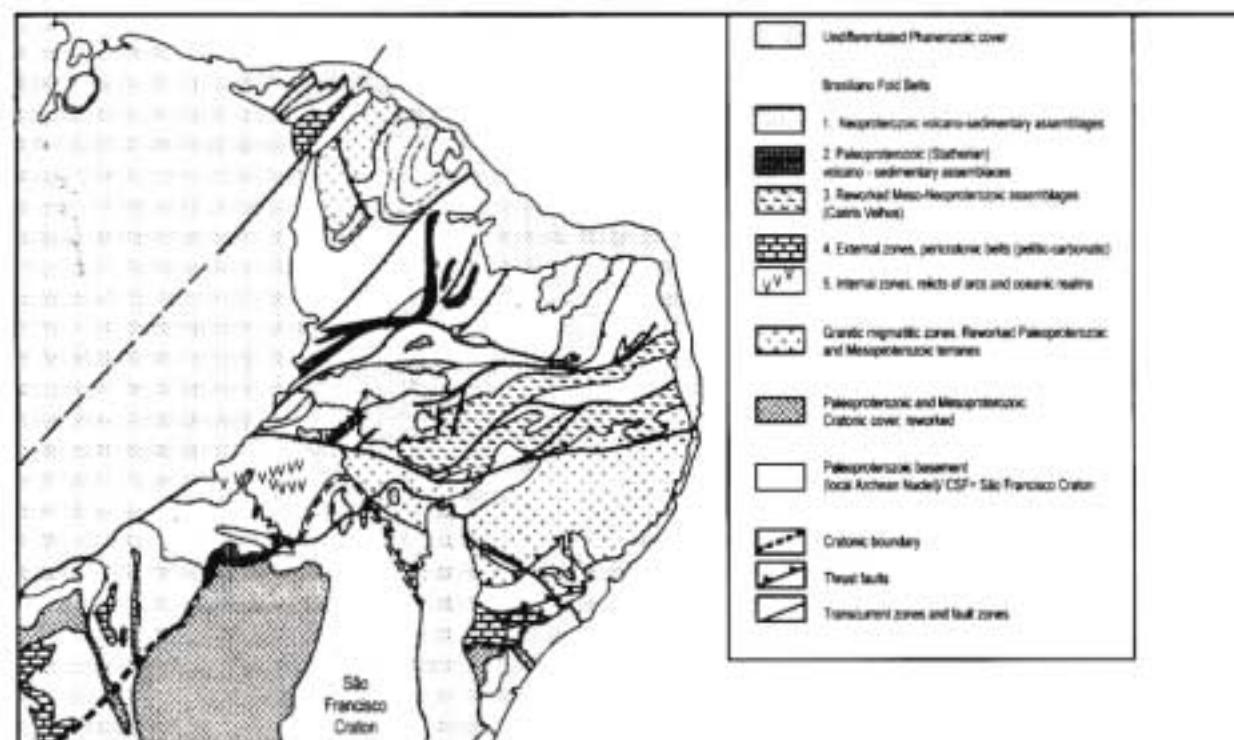 Undifferentiated Phanerozoic cover
Brasiliano Fold Belts
1. Neoproterozoic volcano-sedimentary assemblages
2. Paleoproterozoic (Statherian)
volcano - sedimentary assemblages
3. Reworked Meso-Neoproterozoic assemblages
(Cariris Velhos)
4. External zones, pericratonic belts (pelitic-carbonatic)
5. Internal zones, relicts of arcs and oceanic realms
Granitic migmatitic zones. Reworked Paleoproterozoic
and Mesoproterozoic terranes
Paleoproterozoic and Mesoproterozoic
Cratonic cover, reworked
Paleoproterozoic basement
(local Archean Nuclei)/ CSF= São Francisco Craton
Cratonic boundary
Thrust faults
Transcurrent zones and fault zones
São
Francisco
Craton